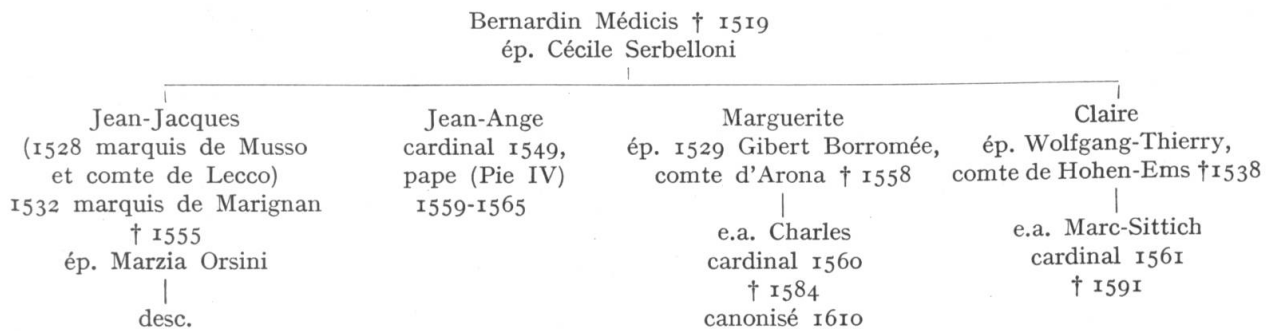 Bernardin Médicis † 1519
ép. Cécile Serbelloni
Jean-Jacques
(1528 marquis de Musso
et comte de Lecco)
1532 marquis de Marignan
† 1555
ép. Marzia Orsini
desc.
Jean-Ange
cardinal 1549,
pape (Pie IV)
1559-1565
Marguerite
ép. 1529 Gibert Borromée,
comte d'Arona † 1558
e.a. Charles
cardinal 1560
† 1584
canonisé 1610
Claire
ép. Wolfgang-Thierry,
comte de Hohen-Ems †1538
e.a. Marc-Sittich
cardinal 1561
† 1591